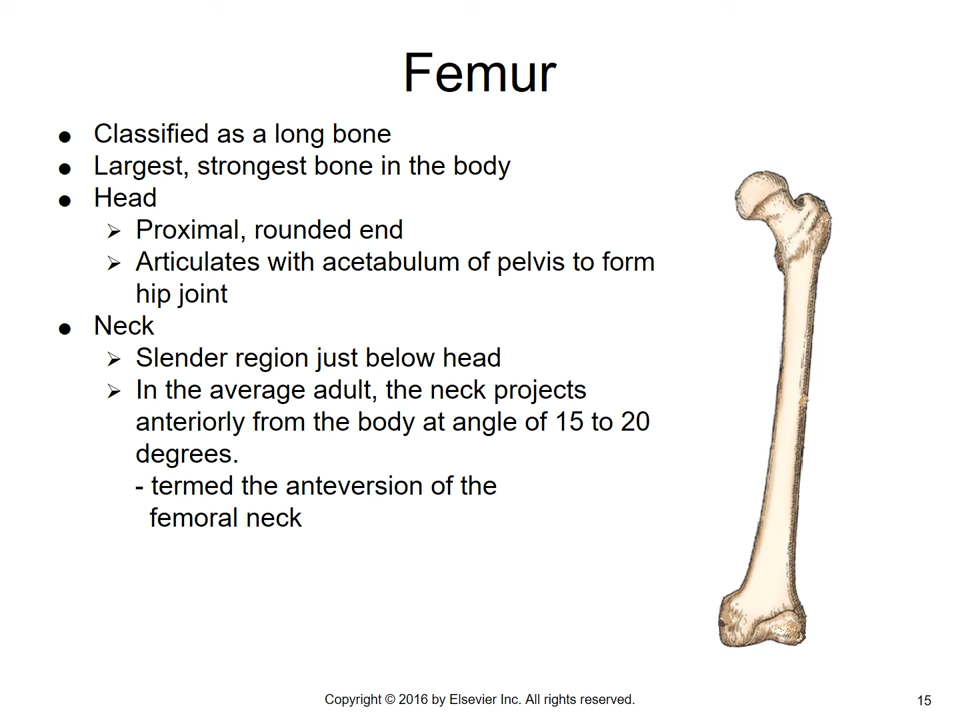 Femur
● Classified as a long bone
● Largest, strongest bone in the body
● Head
➢ Proximal, rounded end
➢ Articulates with acetabulum of pelvis to form
hip joint
● Neck
➢ Slender region just below head
➢ In the average adult, the neck projects
anteriorly from the body at angle of 15 to 20
degrees.
- termed the anteversion of the
femoral neck
Copyright © 2016 by Elsevier Inc. All rights reserved.
15